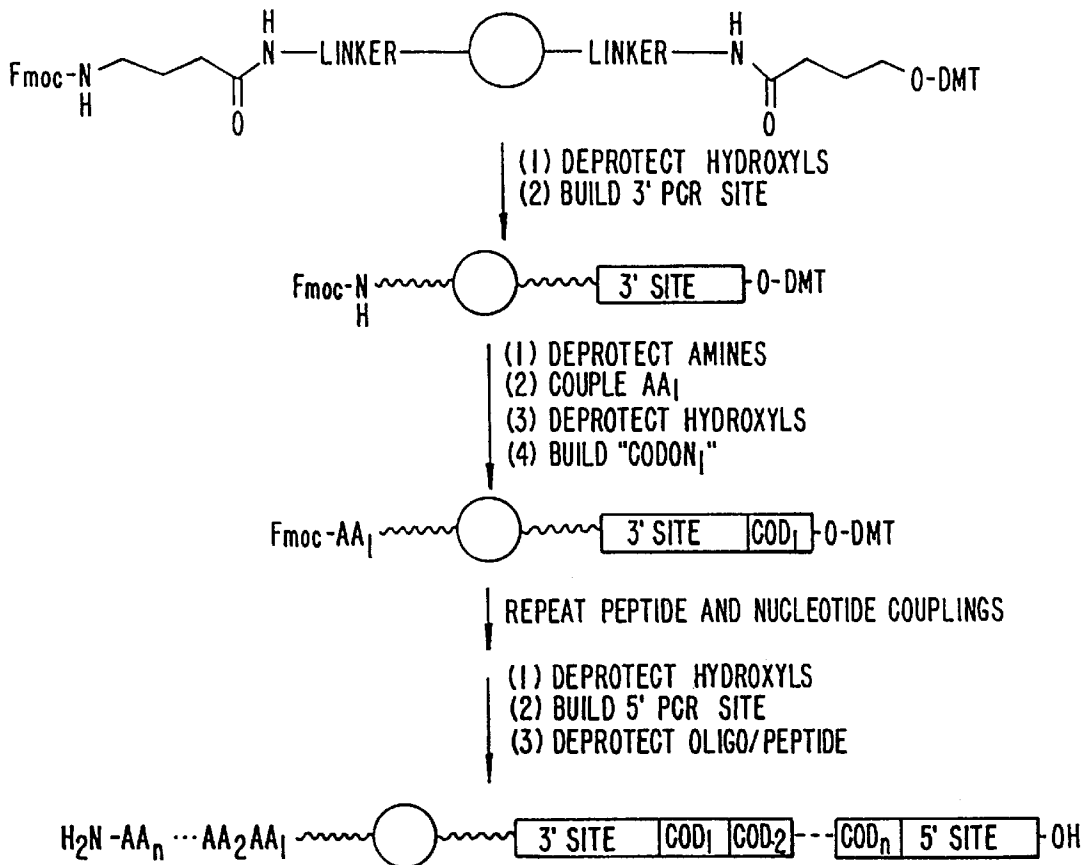 H H
Fmoc-N N—LINKER LINKER—N O-DMT
H O O
(1) DEPROTECT HYDROXYLS
(2) BUILD 3' PCR SITE
Fmoc-N 3' SITE O-DMT
H
(1) DEPROTECT AMINES
(2) COUPLE AA₁
(3) DEPROTECT HYDROXYLS
(4) BUILD "CODON₁"
Fmoc-AA₁ 3' SITE COD₁ O-DMT
REPEAT PEPTIDE AND NUCLEOTIDE COUPLINGS
(1) DEPROTECT HYDROXYLS
(2) BUILD 5' PCR SITE
(3) DEPROTECT OLIGO/PEPTIDE
H₂N-AAₙ ···AA₂AA₁ 3' SITE COD₁ COD₂ --- CODₙ 5' SITE OH